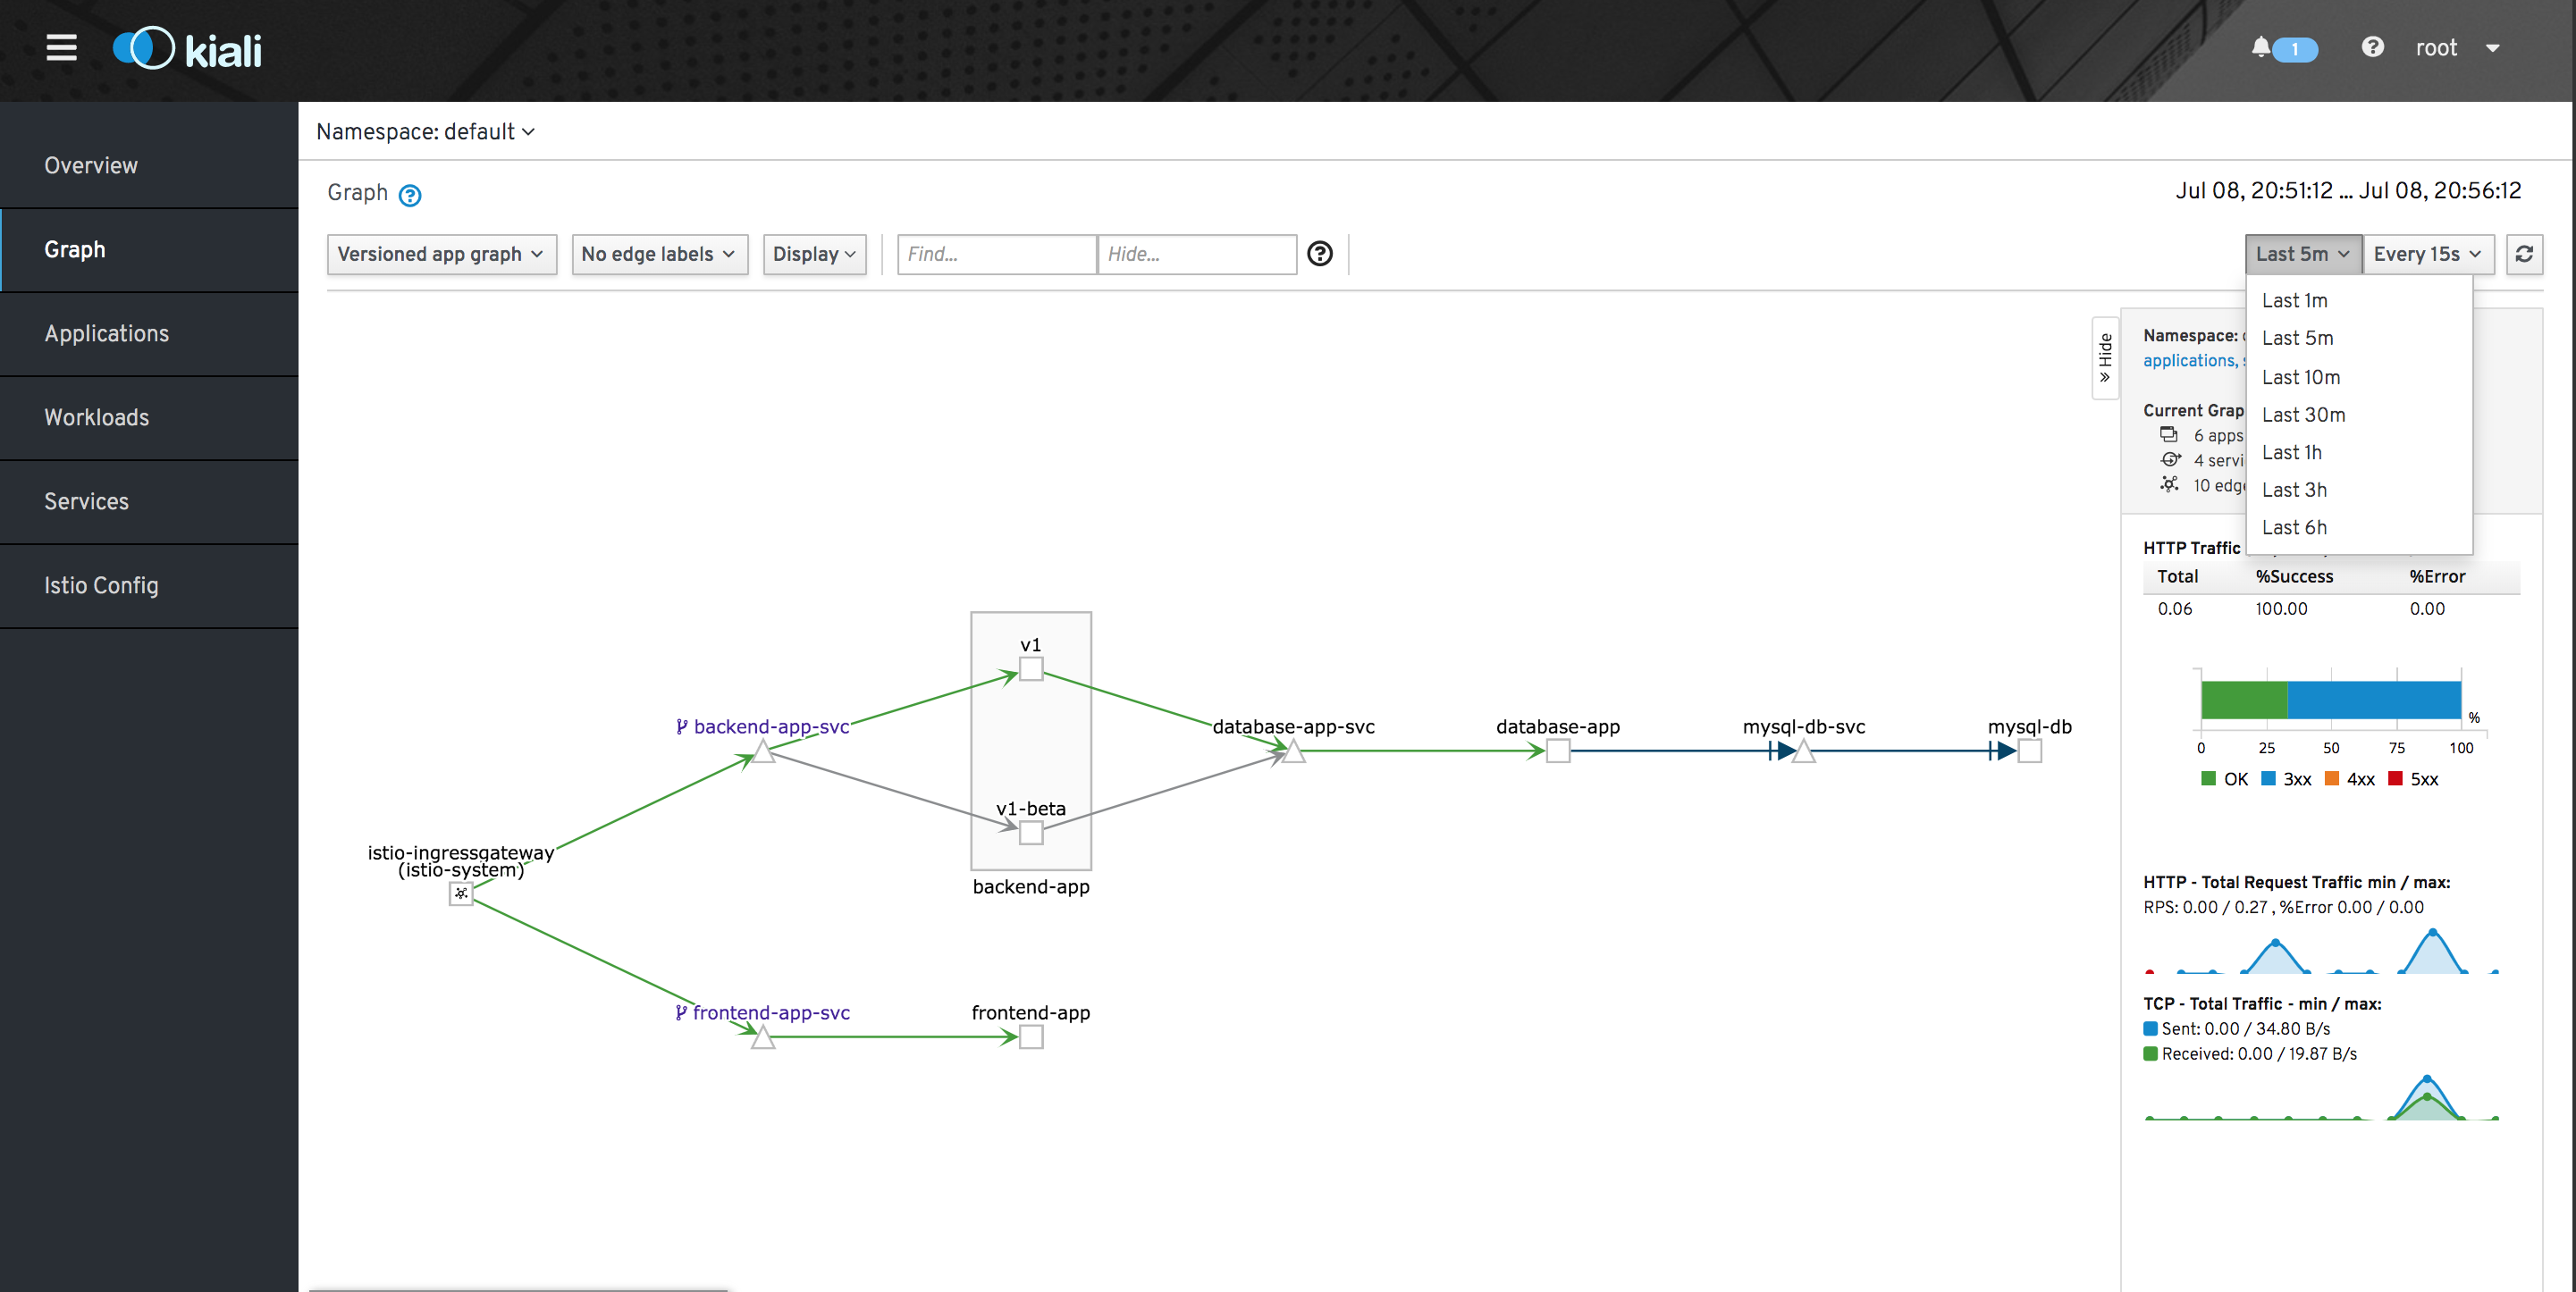 kiali
1
root
Namespace: default
Overview
Graph
Applications
Workloads
Services
Istio Config
Graph
Jul 08, 20:51:12 ... Jul 08, 20:56:12
Versioned app graph
No edge labels
Display
Find...
Hide...
Last 5m
Every 15s
Last 1m
Last 5m
Last 10m
Last 30m
Last 1h
Last 3h
Last 6h
Hide
Namespace:
applications,
Current Grap
6 apps
4 servi
10 edg
HTTP Traffic
Total %Success %Error
0.06 100.00 0.00
%
0 25 50 75 100
OK 3xx 4xx 5xx
HTTP - Total Request Traffic min / max:
RPS: 0.00 / 0.27 , %Error 0.00 / 0.00
TCP - Total Traffic - min / max:
Sent: 0.00 / 34.80 B/s
Received: 0.00 / 19.87 B/s
v1
backend-app-svc
database-app-svc
database-app
mysql-db-svc
mysql-db
v1-beta
istio-ingressgateway
(istio-system)
backend-app
frontend-app-svc
frontend-app